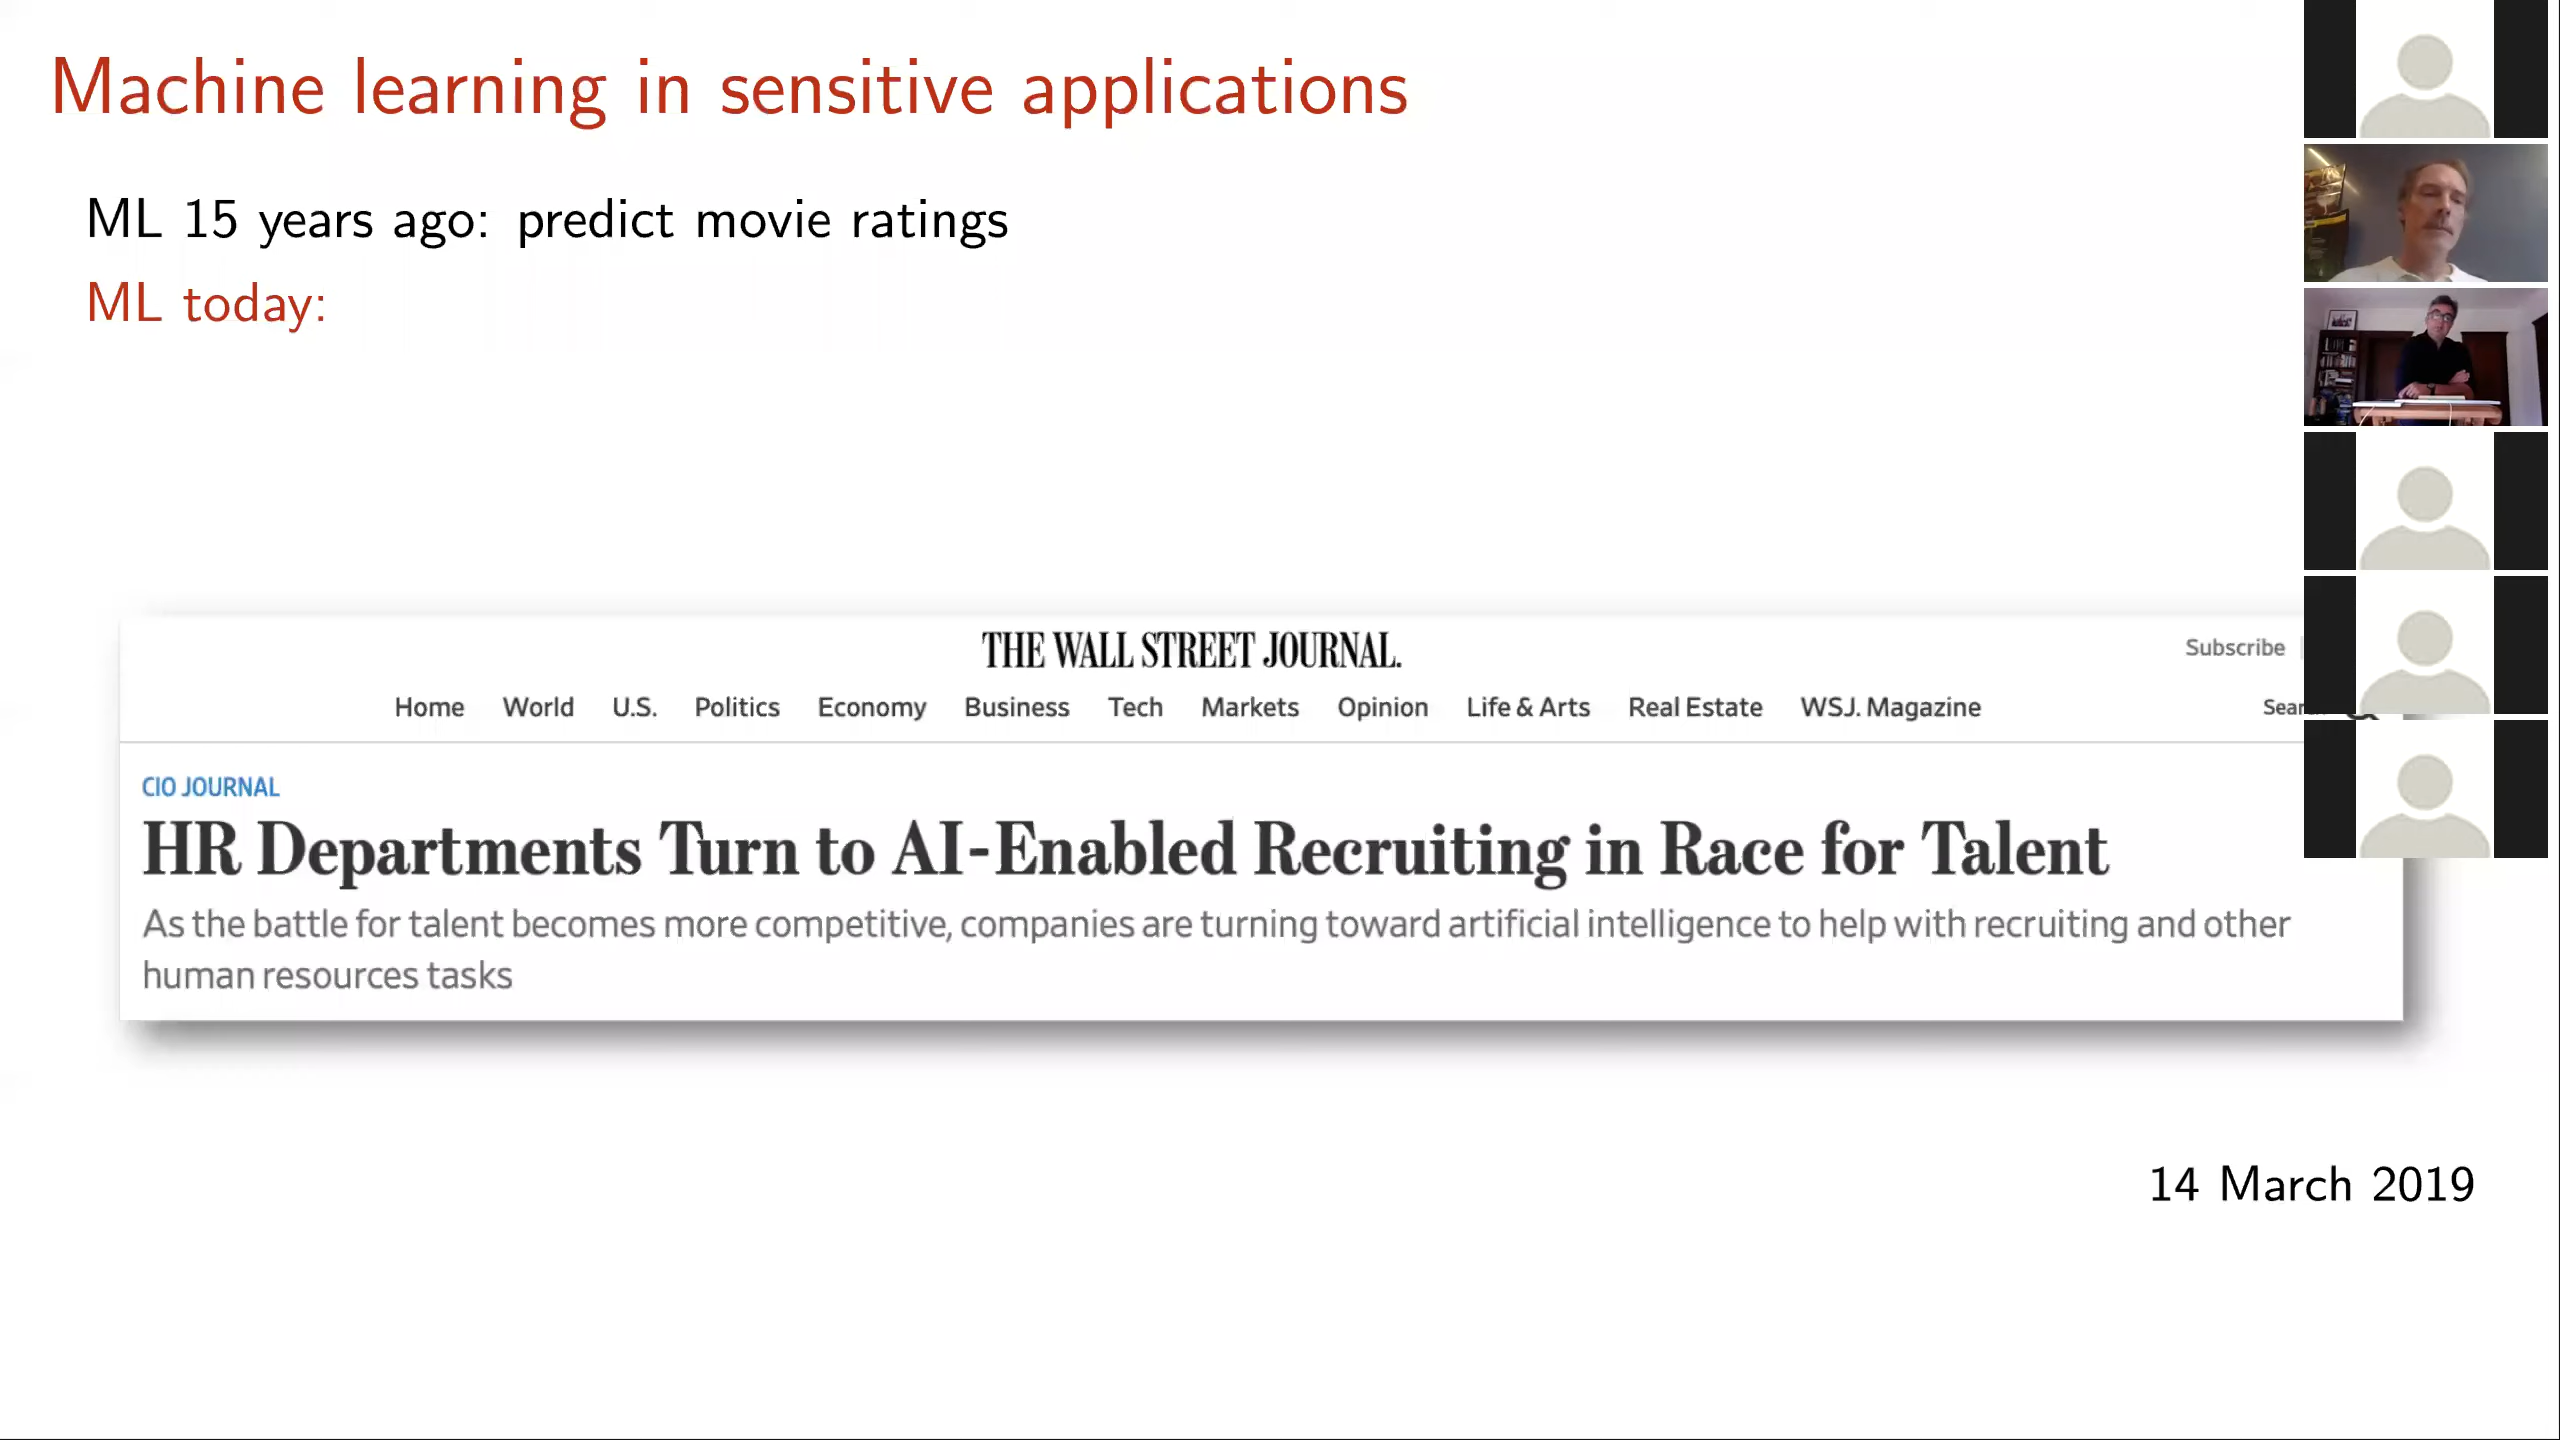 Machine learning in sensitive applications
ML 15 years ago: predict movie ratings
ML today:
THE WALL STREET JOURNAL.
Subscribe
Home World U.S. Politics Economy Business Tech Markets Opinion Life & Arts Real Estate WSJ. Magazine
CIO JOURNAL
HR Departments Turn to AI-Enabled Recruiting in Race for Talent
As the battle for talent becomes more competitive, companies are turning toward artificial intelligence to help with recruiting and other
human resources tasks
14 March 2019